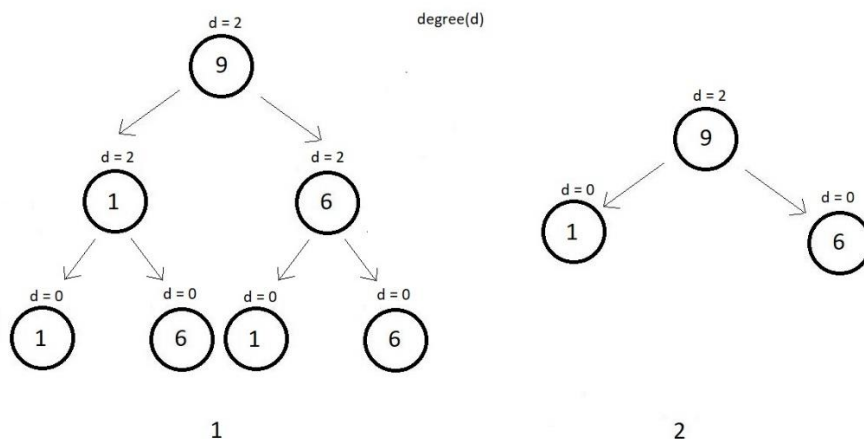 d = 2
degree(d)
9
d = 2
9
d = 2
d = 2
1
6
d = 0
d = 0
1
6
d = 0
d = 0
d = 0
d = 0
1
6
1
6
1
2